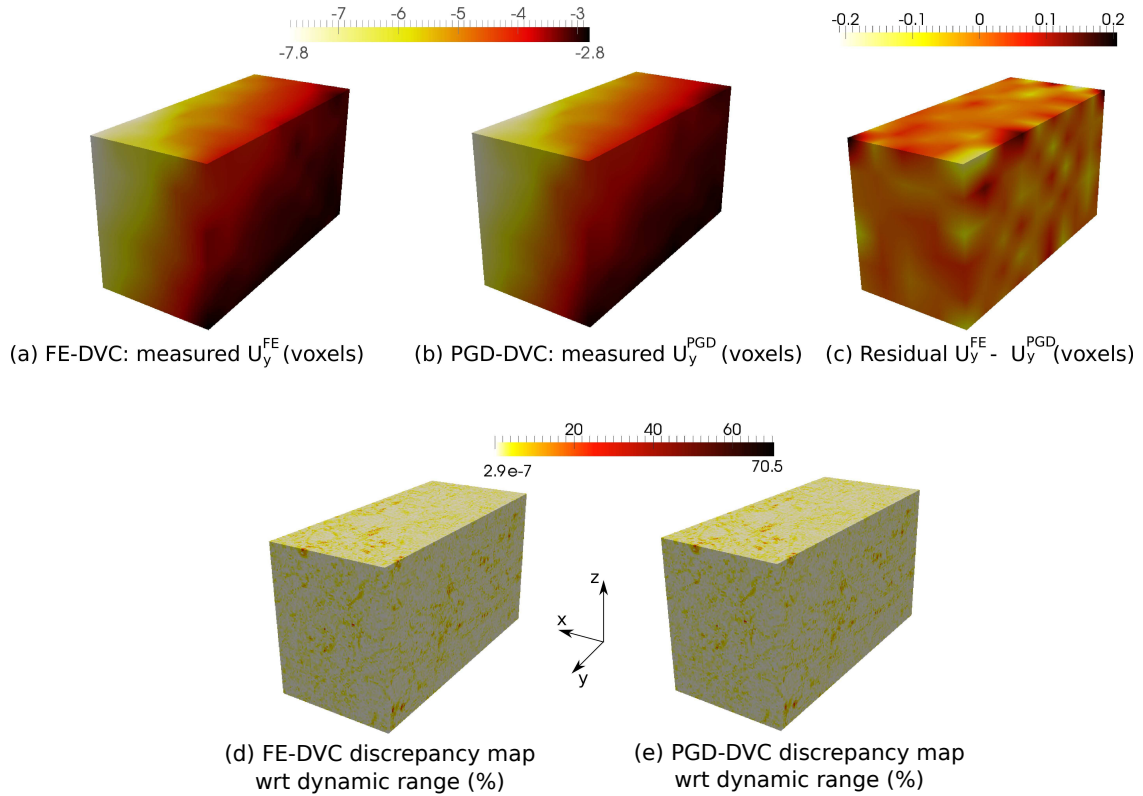 -7 -6 -5 -4 -3
-7.8 -2.8
-0.2 -0.1 0 0.1 0.2
(a) FE-DVC: measured U_y^FE (voxels)
(b) PGD-DVC: measured U_y^PGD (voxels)
(c) Residual U_y^FE - U_y^PGD (voxels)
20 40 60
2.9e-7 70.5
z
x
y
(d) FE-DVC discrepancy map
wrt dynamic range (%)
(e) PGD-DVC discrepancy map
wrt dynamic range (%)